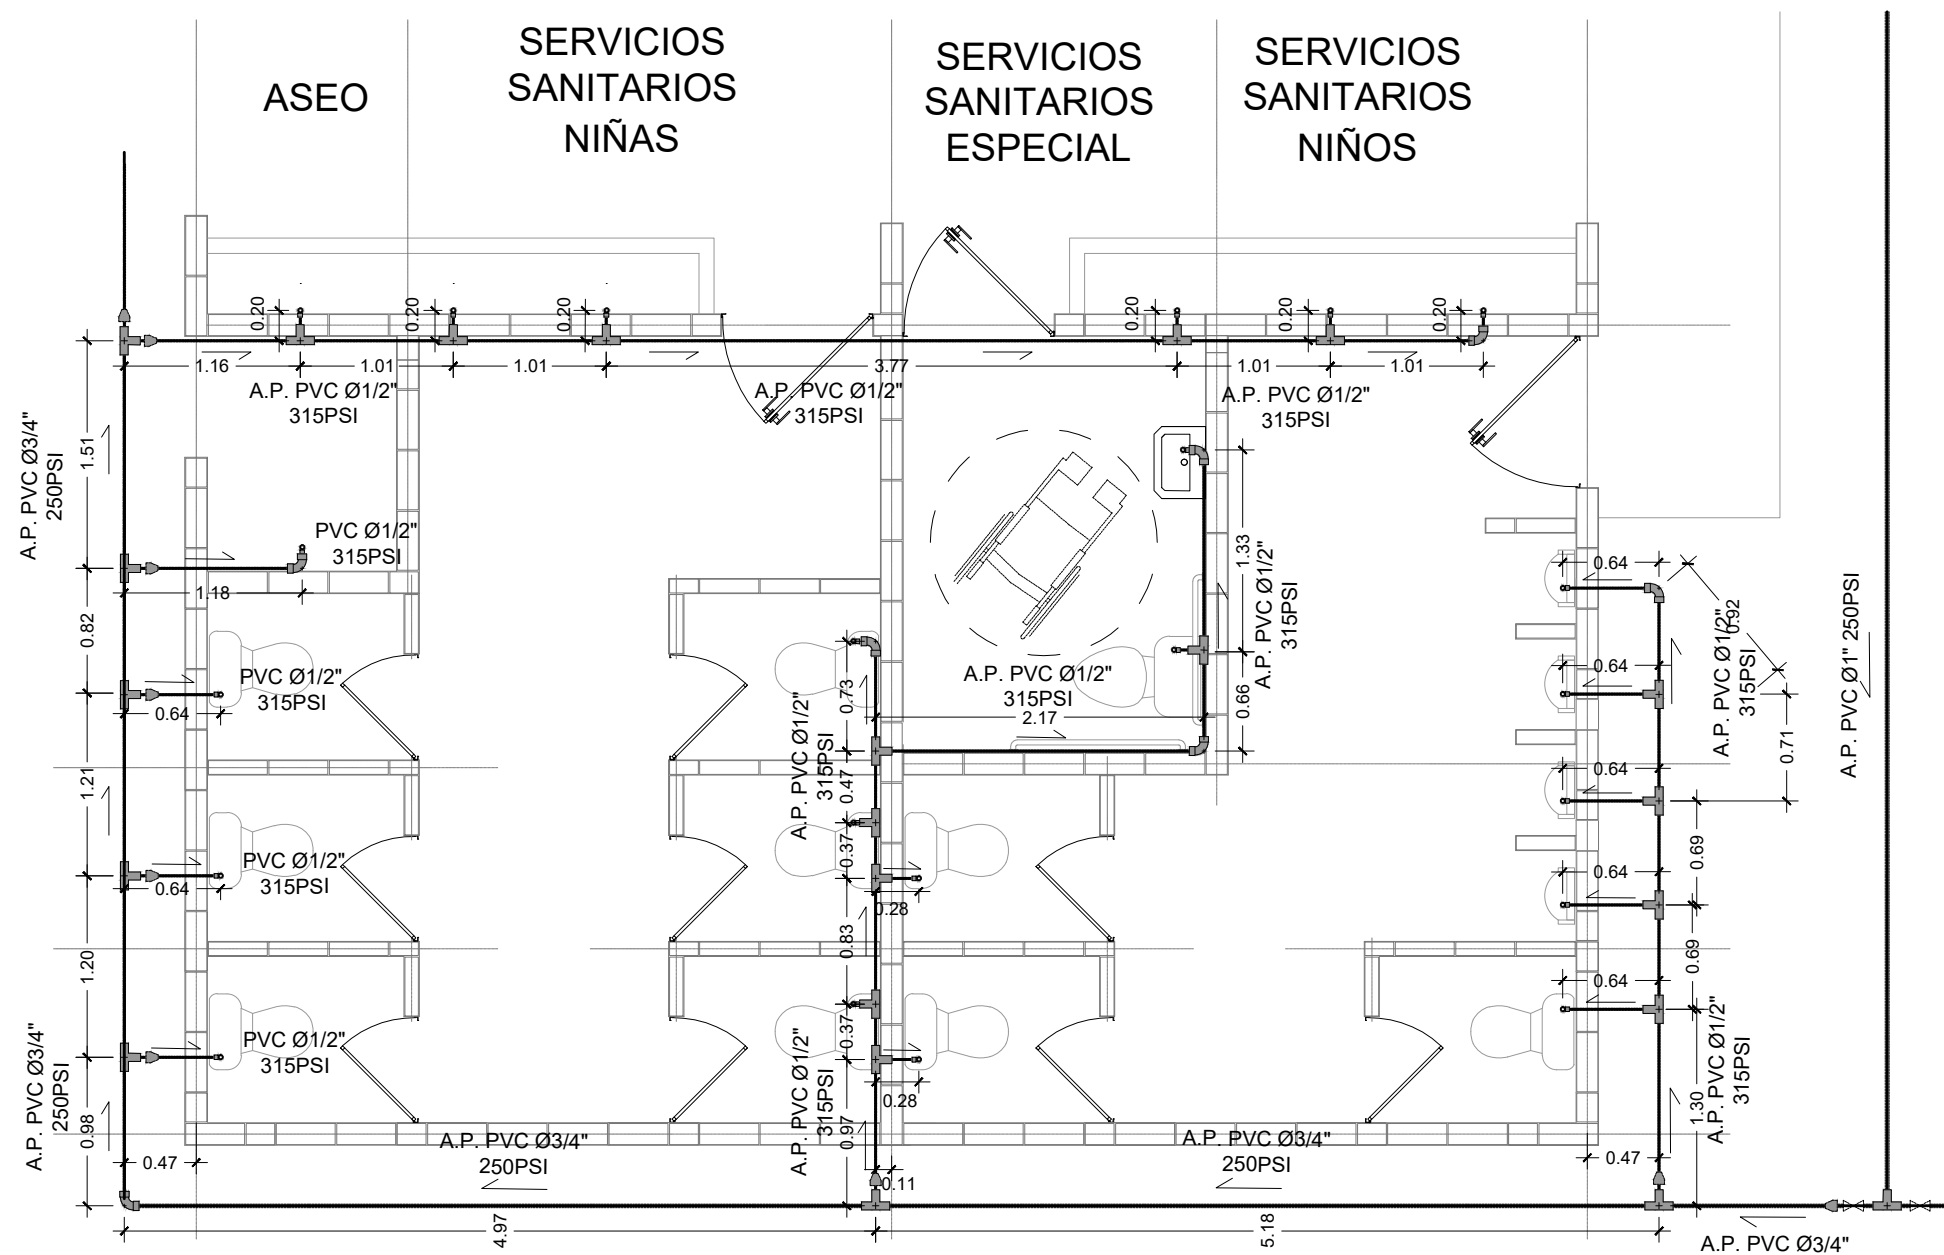 ASEO
SERVICIOS
SANITARIOS
NIÑAS
SERVICIOS
SANITARIOS
ESPECIAL
SERVICIOS
SANITARIOS
NIÑOS
0.20
0.20
0.20
0.20
0.20
0.20
1.16
1.01
1.01
3.77
1.01
1.01
A.P. PVC Ø1/2"
315PSI
A.P. PVC Ø1/2"
315PSI
A.P. PVC Ø1/2"
315PSI
A.P. PVC Ø3/4"
250PSI
1.51
PVC Ø1/2"
315PSI
1.18
0.82
PVC Ø1/2"
315PSI
0.64
1.21
PVC Ø1/2"
315PSI
0.64
1.20
PVC Ø1/2"
315PSI
A.P. PVC Ø3/4"
250PSI
0.98
0.47
A.P. PVC Ø3/4"
250PSI
4.97
0.73
A.P. PVC Ø1/2"
315PSI
0.47
0.37
0.28
0.83
0.37
0.28
A.P. PVC Ø1/2"
315PSI
0.97
0.11
A.P. PVC Ø1/2"
315PSI
2.17
1.33
A.P. PVC Ø1/2"
315PSI
0.66
0.64
0.92
0.64
A.P. PVC Ø1/2"
315PSI
0.71
0.64
0.69
0.64
0.69
0.64
A.P. PVC Ø1/2"
315PSI
1.30
A.P. PVC Ø3/4"
250PSI
0.47
5.18
A.P. PVC Ø1" 250PSI
A.P. PVC Ø3/4"